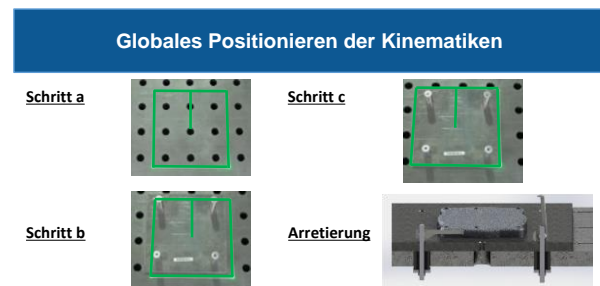 Globales Positionieren der Kinematiken
Schritt a
Schritt c
Schritt b
Arretierung